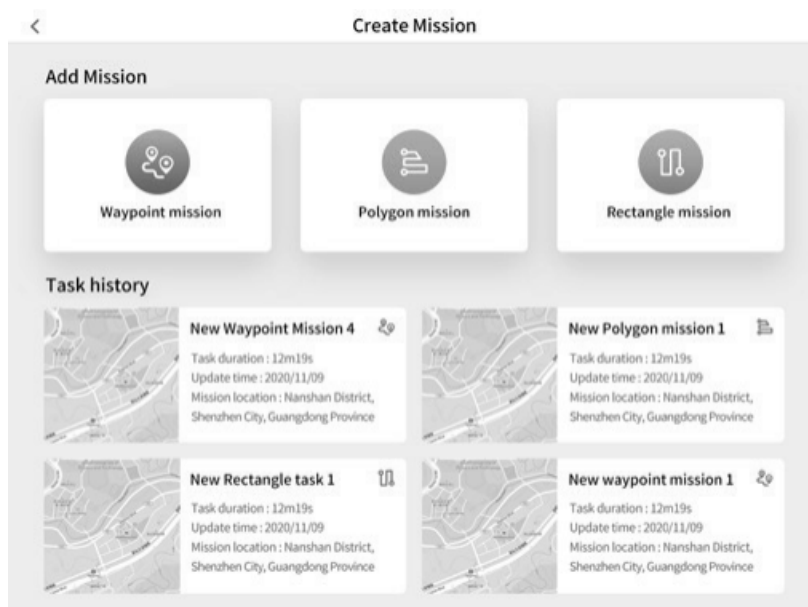 Create Mission
Add Mission
Waypoint mission
Polygon mission
Rectangle mission
Task history
New Waypoint Mission 4
Task duration : 12m19s
Update time : 2020/11/09
Mission location : Nanshan District,
Shenzhen City, Guangdong Province
New Polygon mission 1
Task duration : 12m19s
Update time : 2020/11/09
Mission location : Nanshan District,
Shenzhen City, Guangdong Province
New Rectangle task 1
Task duration : 12m19s
Update time : 2020/11/09
Mission location : Nanshan District,
Shenzhen City, Guangdong Province
New waypoint mission 1
Task duration : 12m19s
Update time : 2020/11/09
Mission location : Nanshan District,
Shenzhen City, Guangdong Province